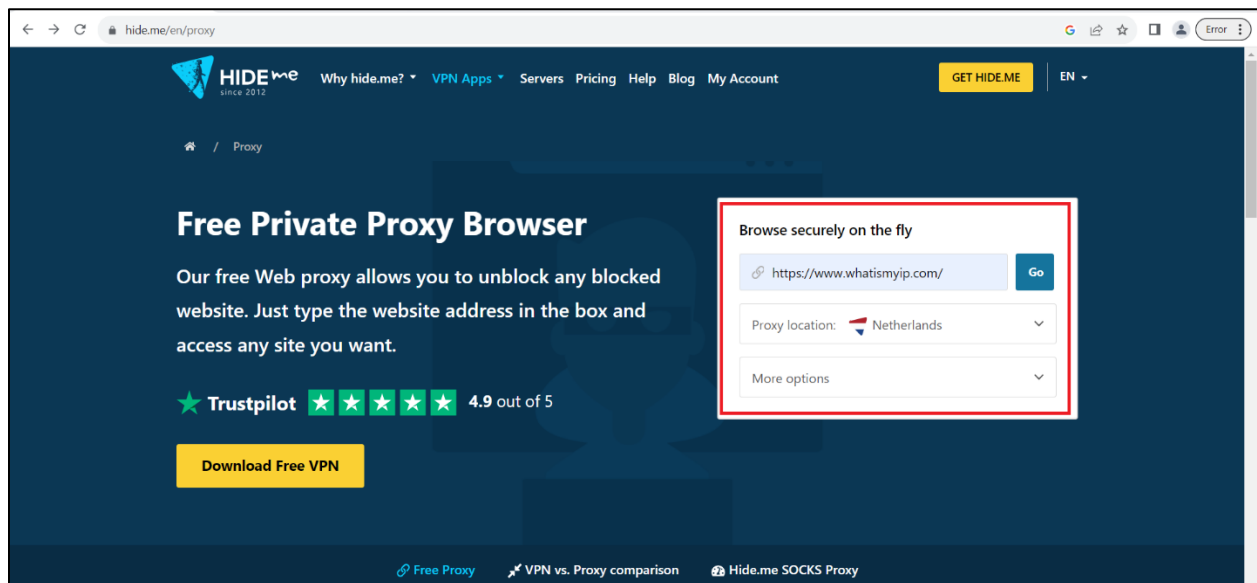 hide.me/en/proxy
Error
HIDE me
since 2012
Why hide.me?
VPN Apps
Servers
Pricing
Help
Blog
My Account
GET HIDE.ME
EN
/ Proxy
Free Private Proxy Browser
Our free Web proxy allows you to unblock any blocked
website. Just type the website address in the box and
access any site you want.
Trustpilot
4.9 out of 5
Download Free VPN
Browse securely on the fly
https://www.whatismyip.com/
Go
Proxy location: Netherlands
More options
Free Proxy
VPN vs. Proxy comparison
Hide.me SOCKS Proxy